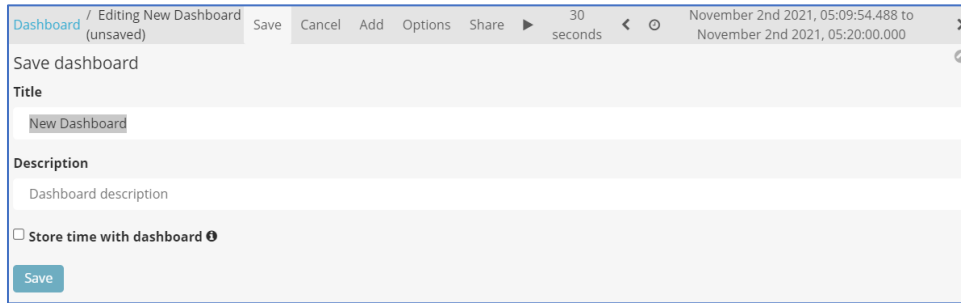 Dashboard / Editing New Dashboard (unsaved) Save Cancel Add Options Share 30 seconds November 2nd 2021, 05:09:54.488 to November 2nd 2021, 05:20:00.000
Save dashboard
Title
New Dashboard
Description
Dashboard description
Store time with dashboard
Save